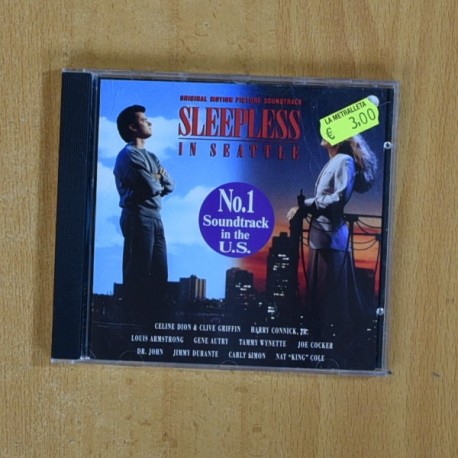 ORIGINAL MOTION PICTURE SOUNDTRACK
SLEEPLESS
IN SEATTLE
LA METRALLETA
€ 3,00
No.1
Soundtrack
in the
U.S.
CELINE DION & CLIVE GRIFFIN HARRY CONNICK, JR.
LOUIS ARMSTRONG GENE AUTRY TAMMY WYNETTE JOE COCKER
DR. JOHN JIMMY DURANTE CARLY SIMON NAT "KING" COLE